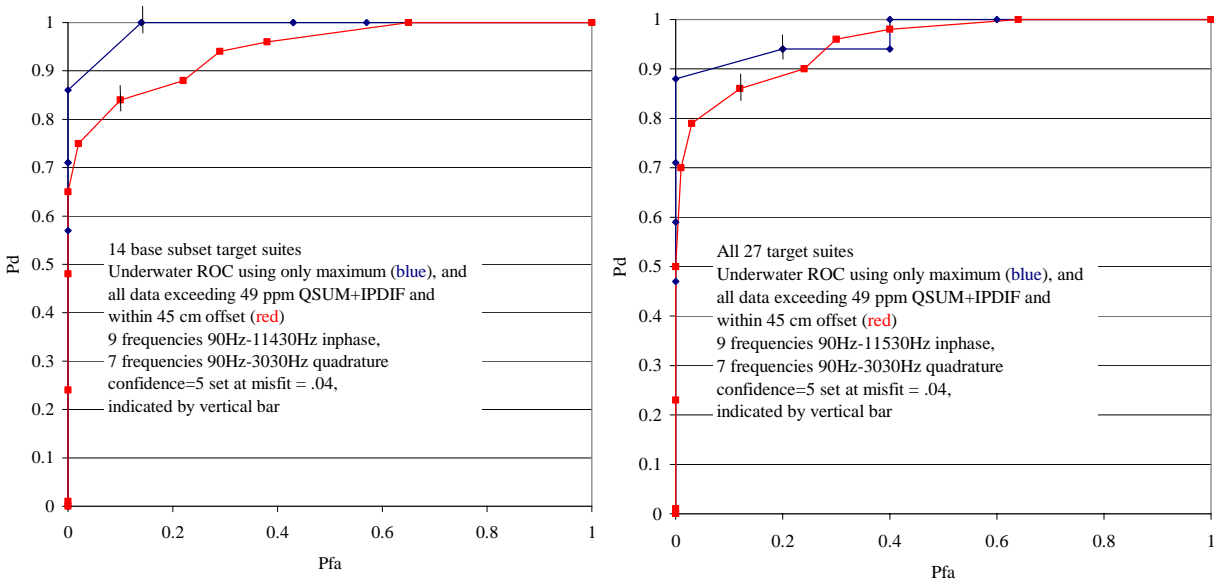 1
0.9
0.8
0.7
0.6
0.5
0.4
0.3
0.2
0.1
0
Pd
14 base subset target suites
Underwater ROC using only maximum (blue), and
all data exceeding 49 ppm QSUM+IPDIF and
within 45 cm offset (red)
9 frequencies 90Hz-11430Hz inphase,
7 frequencies 90Hz-3030Hz quadrature
confidence=5 set at misfit = .04,
indicated by vertical bar
0 0.2 0.4 0.6 0.8 1
Pfa
1
0.9
0.8
0.7
0.6
0.5
0.4
0.3
0.2
0.1
0
Pd
All 27 target suites
Underwater ROC using only maximum (blue), and
all data exceeding 49 ppm QSUM+IPDIF and
within 45 cm offset (red)
9 frequencies 90Hz-11530Hz inphase,
7 frequencies 90Hz-3030Hz quadrature
confidence=5 set at misfit = .04,
indicated by vertical bar
0 0.2 0.4 0.6 0.8 1
Pfa